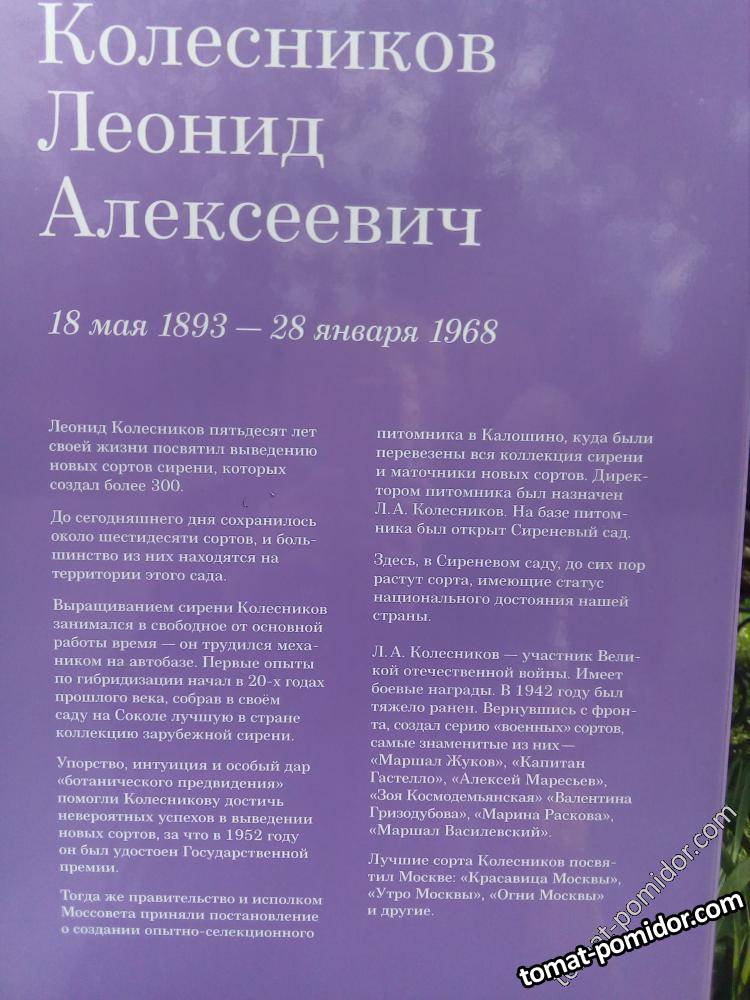 Колесников
Леонид
Алексеевич
18 мая 1893 — 28 января 1968
Леонид Колесников пятьдесят лет
своей жизни посвятил выведению
новых сортов сирени, которых
создал более 300.
До сегодняшнего дня сохранилось
около шестидесяти сортов, и боль-
шинство из них находятся на
территории этого сада.
Выращиванием сирени Колесников
занимался в свободное от основной
работы время — он трудился меха-
ником на автобазе. Первые опыты
по гибридизации начал в 20-х годах
прошлого века, собрав в своём
саду на Соколе лучшую в стране
коллекцию зарубежной сирени.
Упорство, интуиция и особый дар
«ботанического предвидения»
помогли Колесникову достичь
невероятных успехов в выведении
новых сортов, за что в 1952 году
он был удостоен Государственной
премии.
Тогда же правительство и исполком
Моссовета приняли постановление
о создании опытно-селекционного
питомника в Калошино, куда были
перевезены вся коллекция сирени
и маточники новых сортов. Дирек-
тором питомника был назначен
Л. А. Колесников. На базе питом-
ника был открыт Сиреневый сад.
Здесь, в Сиреневом саду, до сих пор
растут сорта, имеющие статус
национального достояния нашей
страны.
Л. А. Колесников — участник Вели-
кой отечественной войны. Имеет
боевые награды. В 1942 году был
тяжело ранен. Вернувшись с фрон-
та, создал серию «военных» сортов,
самые знаменитые из них —
«Маршал Жуков», «Капитан
Гастелло», «Алексей Маресьев»,
«Зоя Космодемьянская» «Валентина
Гризодубова», «Марина Раскова»,
«Маршал Василевский».
Лучшие сорта Колесников посвя-
тил Москве: «Красавица Москвы»,
«Утро Москвы», «Огни Москвы»
и другие.
tomat-pomidor.com
tomat-pomidor.com